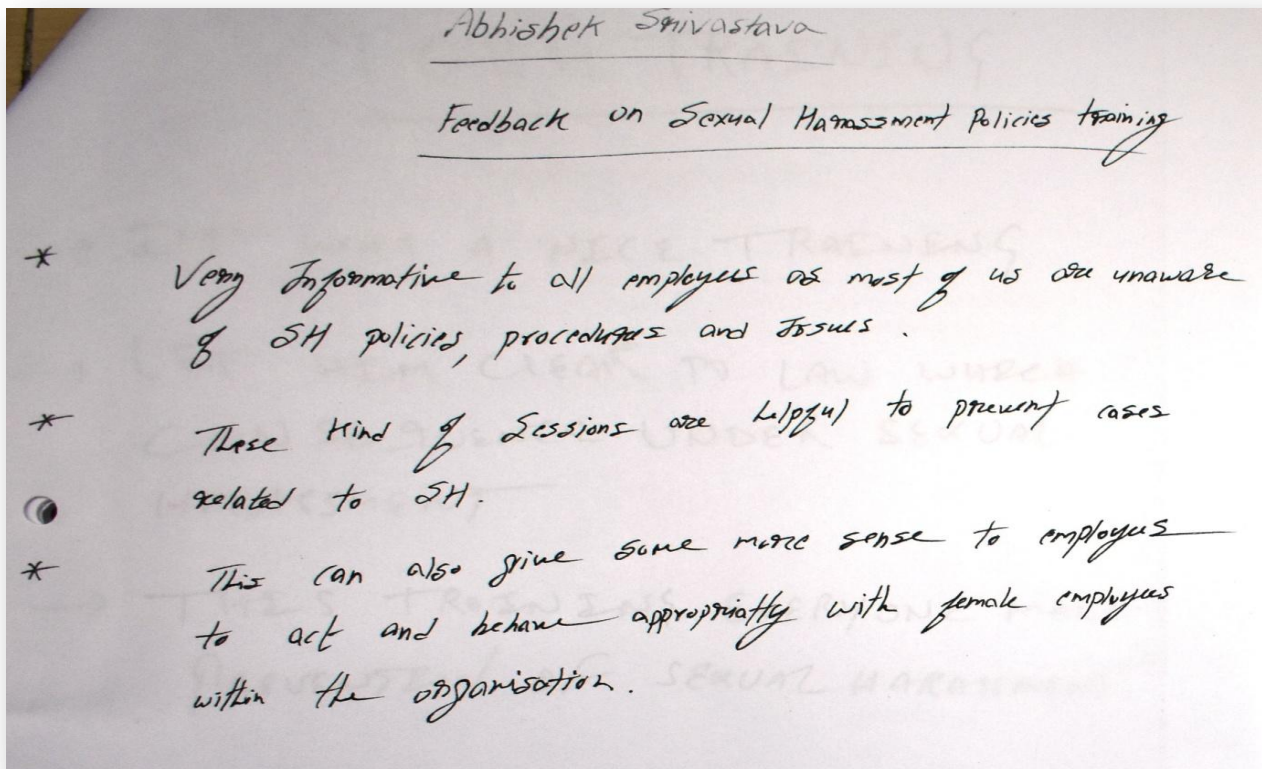 Abhishek Srivastava
Feedback on Sexual Harassment Policies training
* Very Informative to all employees as most of us are unaware
of SH policies, procedures and Issues.
* These kind of Sessions are helpful to prevent cases
related to SH.
* This can also give some more sense to employees
to act and behave appropriatly with female employees
within the organisation.